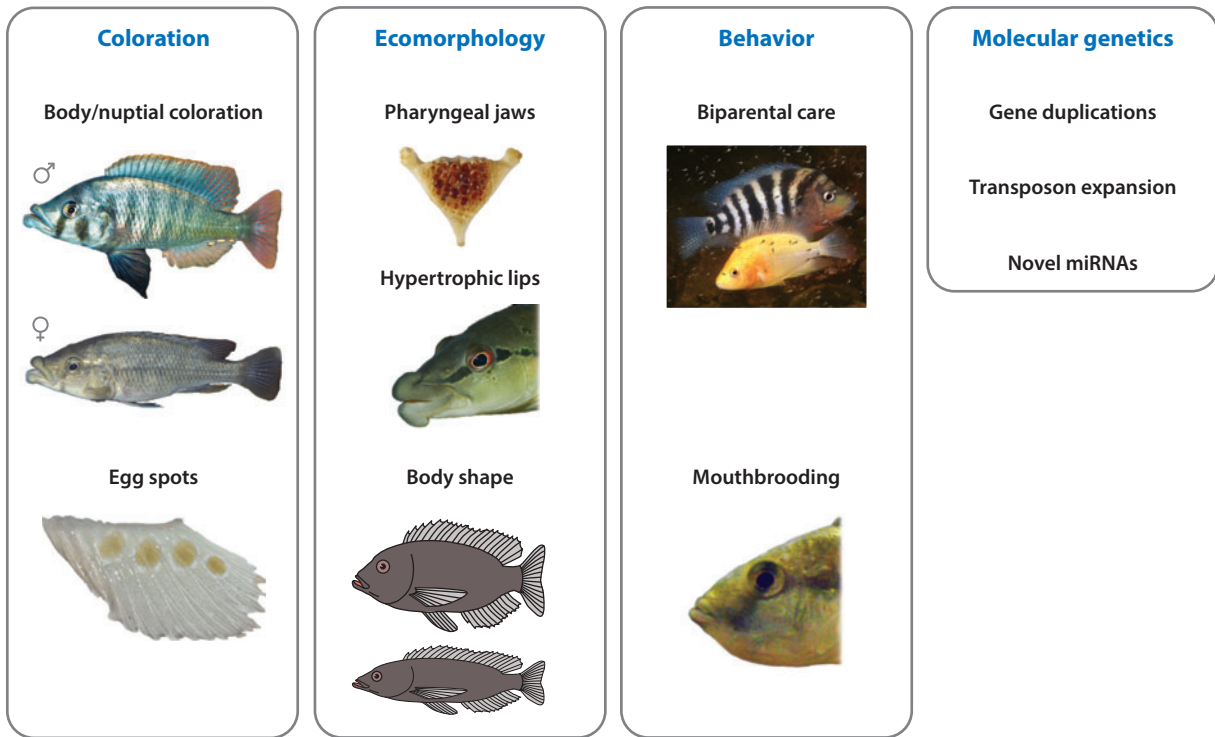 Coloration
Body/nuptial coloration
♂
♀
Egg spots
Ecomorphology
Pharyngeal jaws
Hypertrophic lips
Body shape
Behavior
Biparental care
Mouthbrooding
Molecular genetics
Gene duplications
Transposon expansion
Novel miRNAs